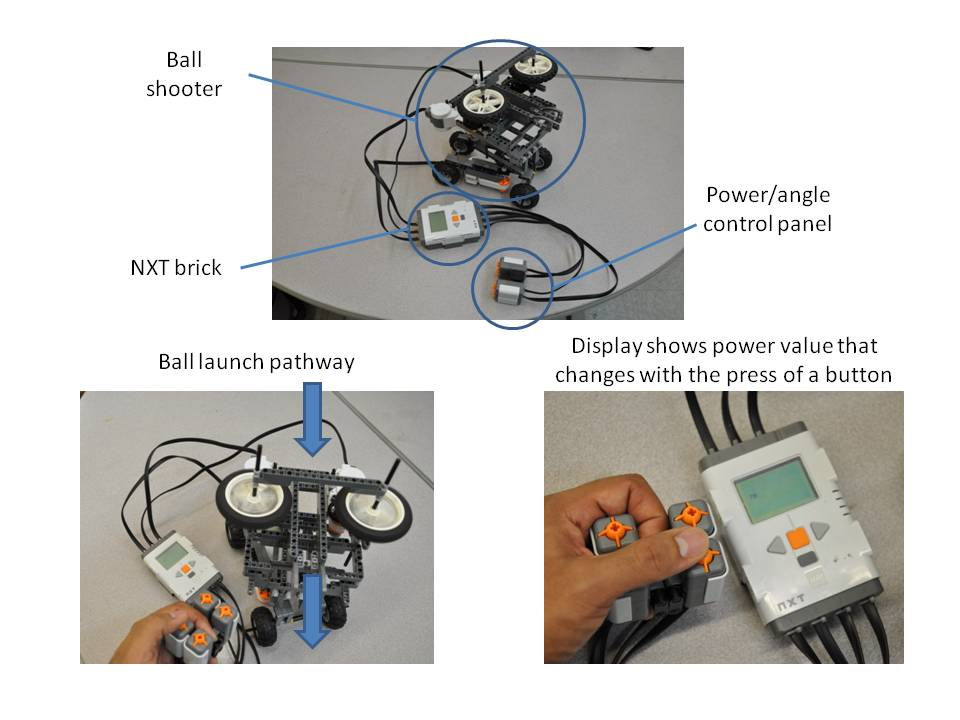 Ball
shooter
Power/angle
control panel
NXT brick
Ball launch pathway
Display shows power value that
changes with the press of a button
NXT